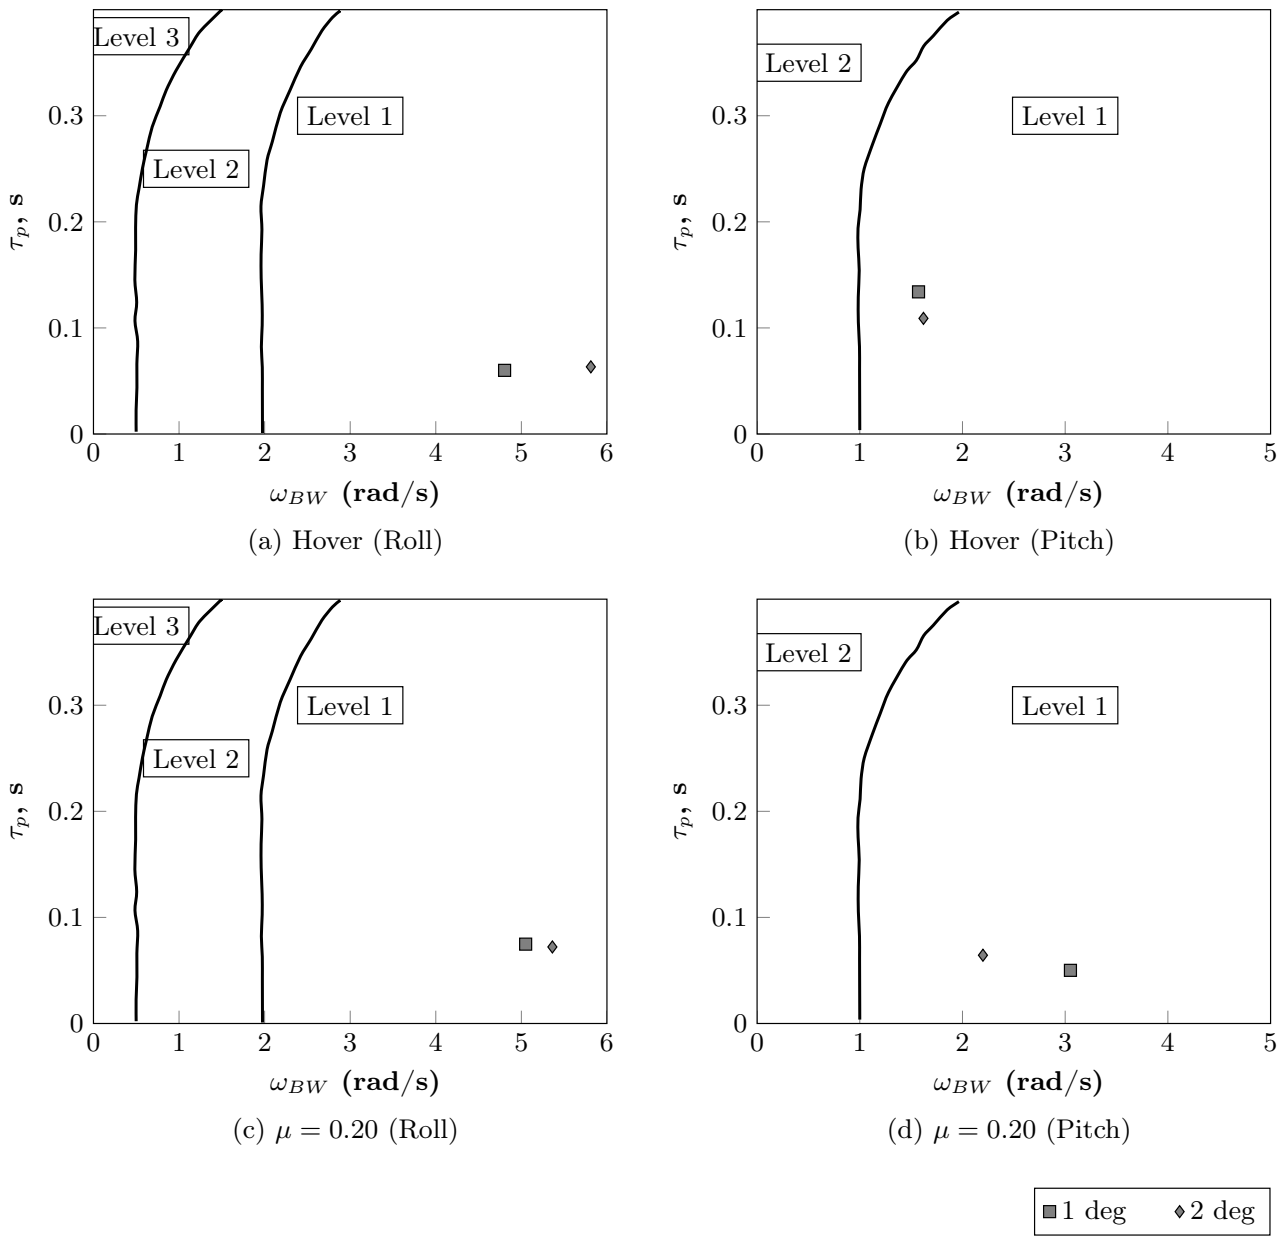 Level 3
Level 1
Level 2
0.3
0.2
0.1
0
τp, s
0 1 2 3 4 5 6
ωBW (rad/s)
(a) Hover (Roll)
Level 2
Level 1
0.3
0.2
0.1
0
τp, s
0 1 2 3 4 5
ωBW (rad/s)
(b) Hover (Pitch)
Level 3
Level 1
Level 2
0.3
0.2
0.1
0
τp, s
0 1 2 3 4 5 6
ωBW (rad/s)
(c) μ = 0.20 (Roll)
Level 2
Level 1
0.3
0.2
0.1
0
τp, s
0 1 2 3 4 5
ωBW (rad/s)
(d) μ = 0.20 (Pitch)
1 deg 2 deg